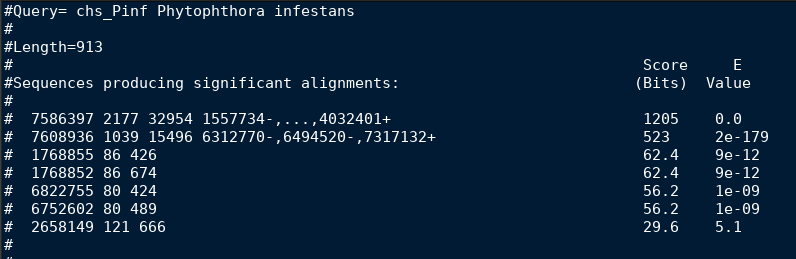 #Query= chs_Pinf Phytophthora infestans
#
#Length=913
#                                                                      Score     E
#Sequences producing significant alignments:                          (Bits)  Value
#
#  7586397 2177 32954 1557734-,...,4032401+                            1205    0.0
#  7608936 1039 15496 6312770-,6494520-,7317132+                       523     2e-179
#  1768855 86 426                                                      62.4    9e-12
#  1768852 86 674                                                      62.4    9e-12
#  6822755 80 424                                                      56.2    1e-09
#  6752602 80 489                                                      56.2    1e-09
#  2658149 121 666                                                     29.6    5.1
#